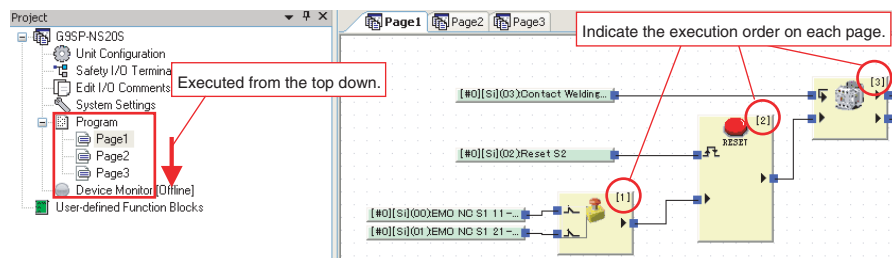 Project
G9SP-NS20S
Unit Configuration
Safety I/O Termina
Edit I/O Comments
System Settings
Program
Page1
Page2
Page3
Device Monitor [Offline]
User-defined Function Blocks
Executed from the top down.
Page1 Page2 Page3
Indicate the execution order on each page.
[#0][Si](03):Contact Welding...
[3]
[2]
RESET
[#0][Si](02):Reset S2
[1]
[#0][Si](00):EMO NC S1 11-...
[#0][Si](01):EMO NC S1 21-...